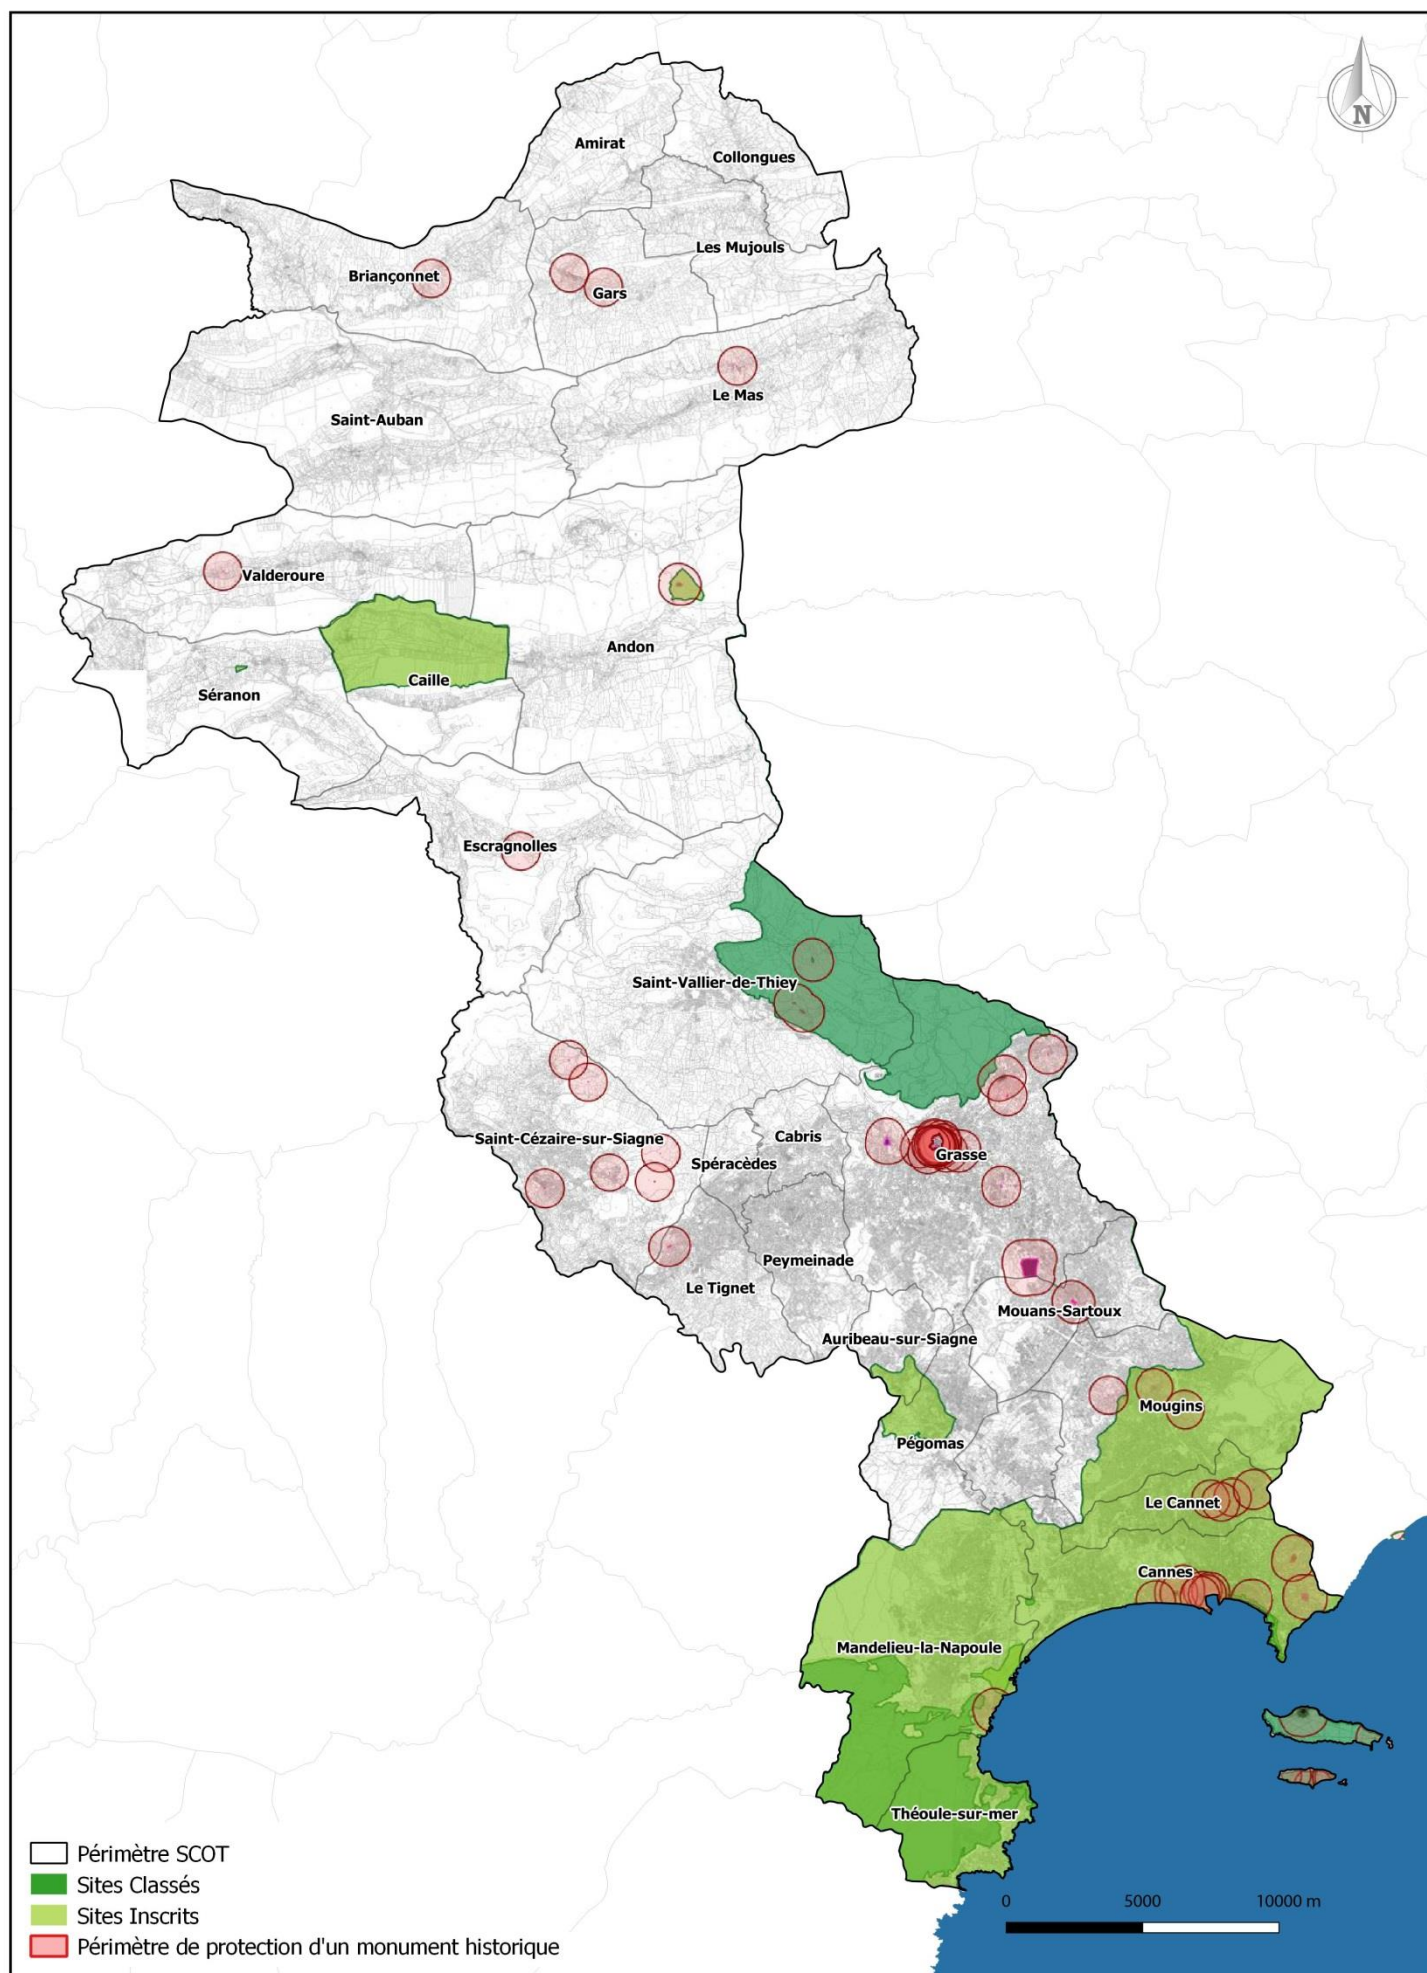 N
Amirat
Collongues
Les Mujouls
Briançonnet
Gars
Le Mas
Saint-Auban
Valderoure
Andon
Caille
Séranon
Escragnolles
Saint-Vallier-de-Thiey
Saint-Cézaire-sur-Siagne
Cabris
Spéracèdes
Grasse
Peymeinade
Le Tignet
Mouans-Sartoux
Auribeau-sur-Siagne
Mougins
Pégomas
Le Cannet
Cannes
Mandelieu-la-Napoule
Théoule-sur-mer
Périmètre SCOT
Sites Classés
Sites Inscrits
Périmètre de protection d'un monument historique
0 5000 10000 m